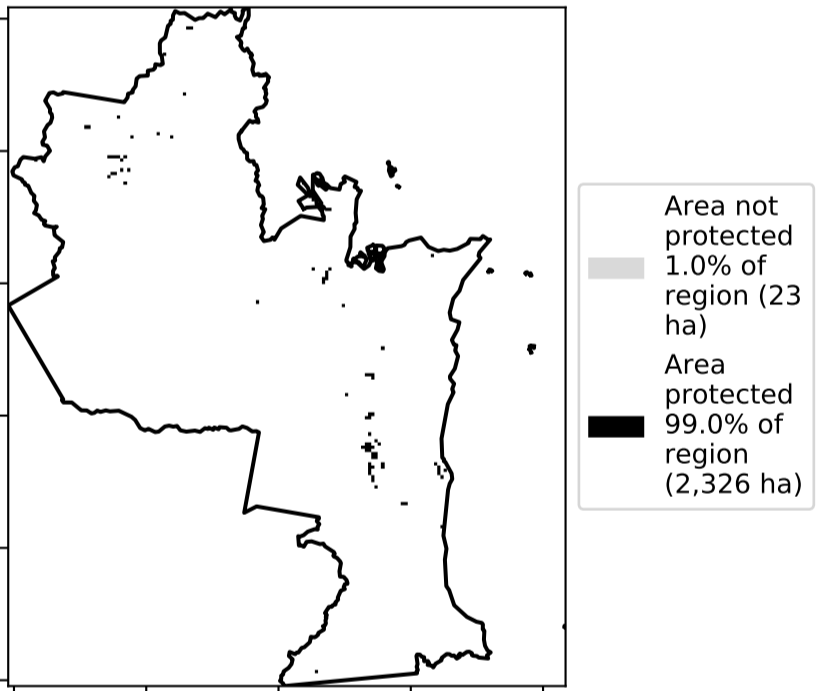 Area not
protected
1.0% of
region (23
ha)
Area
protected
99.0% of
region
(2,326 ha)